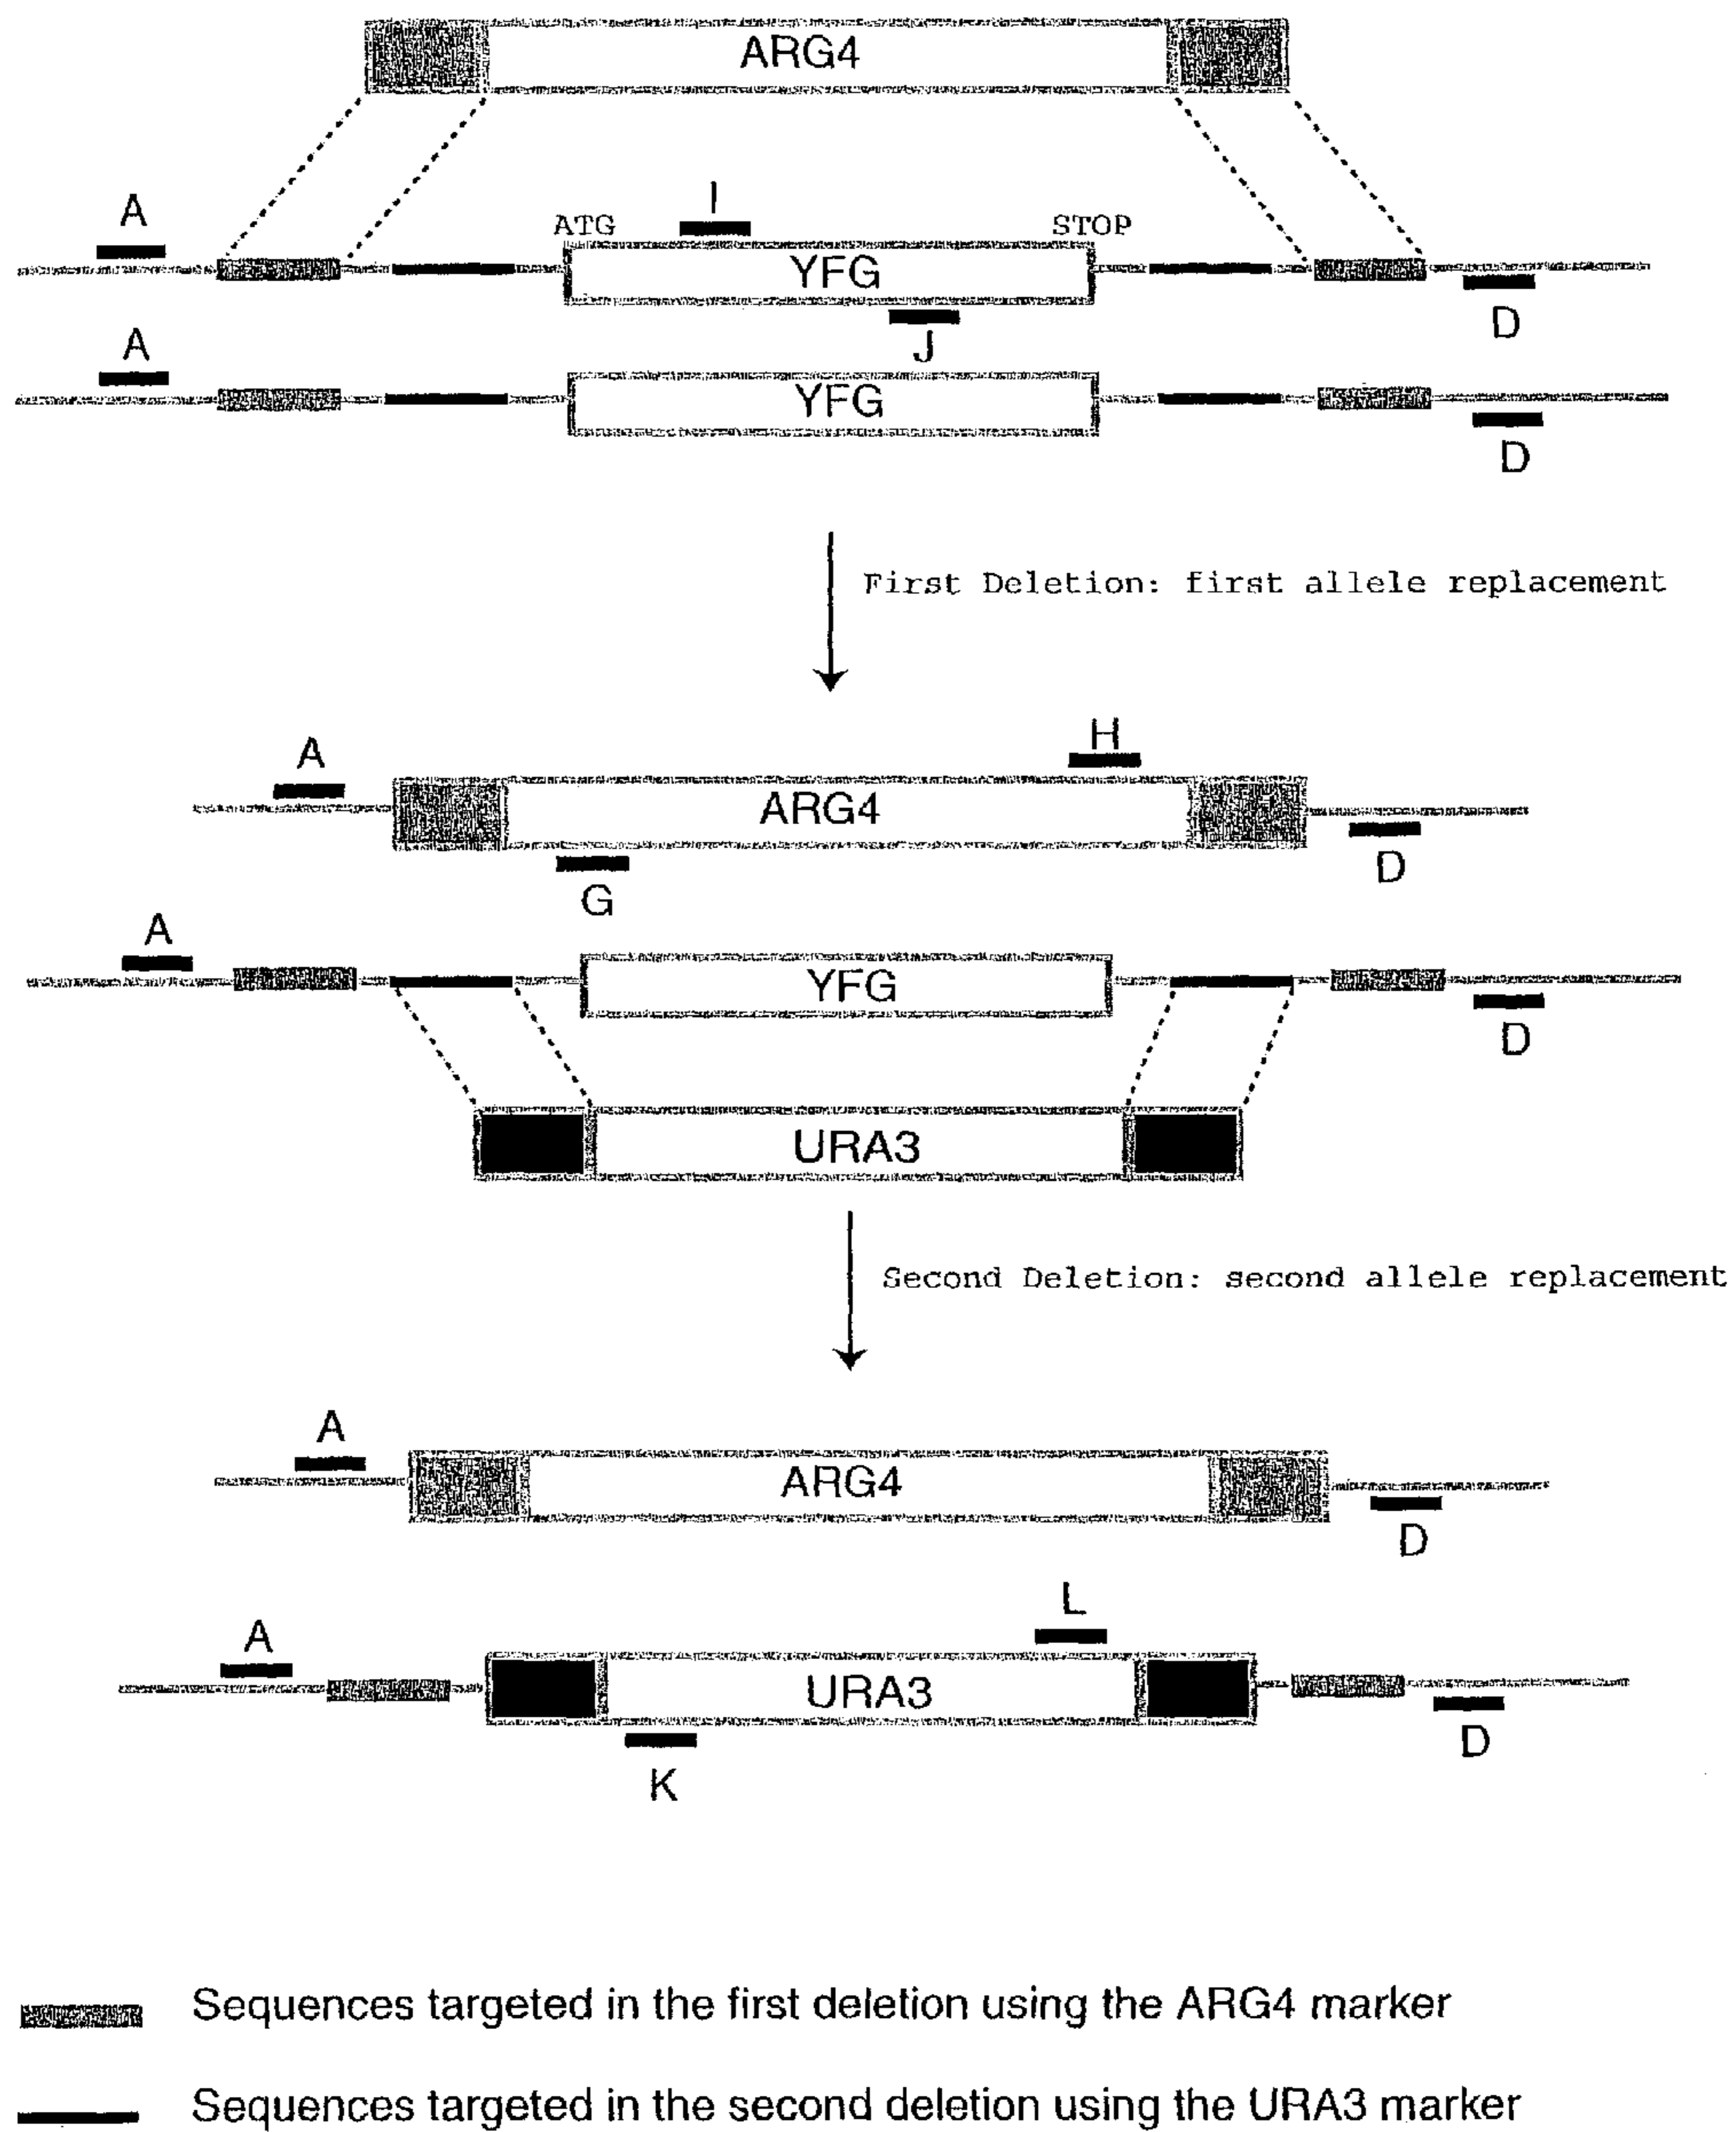 ARG4
A
I
ATG
STOP
YFG
J
D
A
YFG
D
First Deletion: first allele replacement
A
H
ARG4
G
D
A
YFG
D
URA3
Second Deletion: second allele replacement
A
ARG4
D
A
L
URA3
K
D
Sequences targeted in the first deletion using the ARG4 marker
Sequences targeted in the second deletion using the URA3 marker